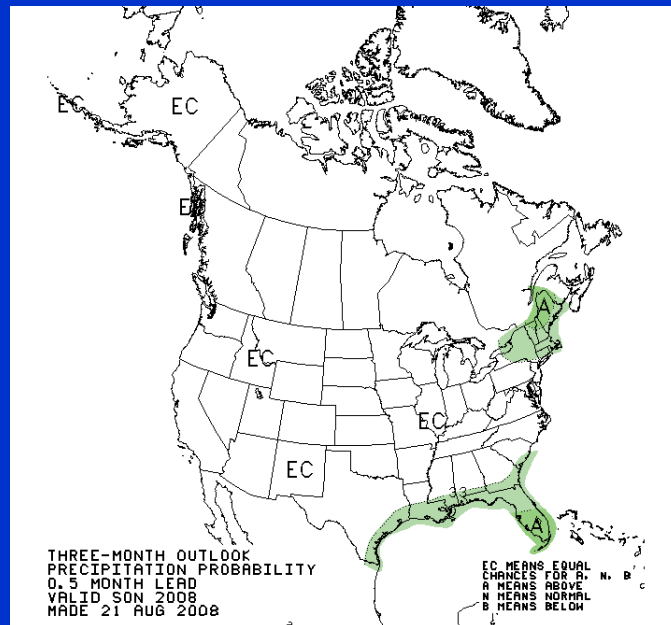 EC
EC
E
A
EC
EC
EC
33
A
THREE-MONTH OUTLOOK
PRECIPITATION PROBABILITY
0.5 MONTH LEAD
VALID SON 2008
MADE 21 AUG 2008
EC MEANS EQUAL
CHANCES FOR A, N, B
A MEANS ABOVE
N MEANS NORMAL
B MEANS BELOW